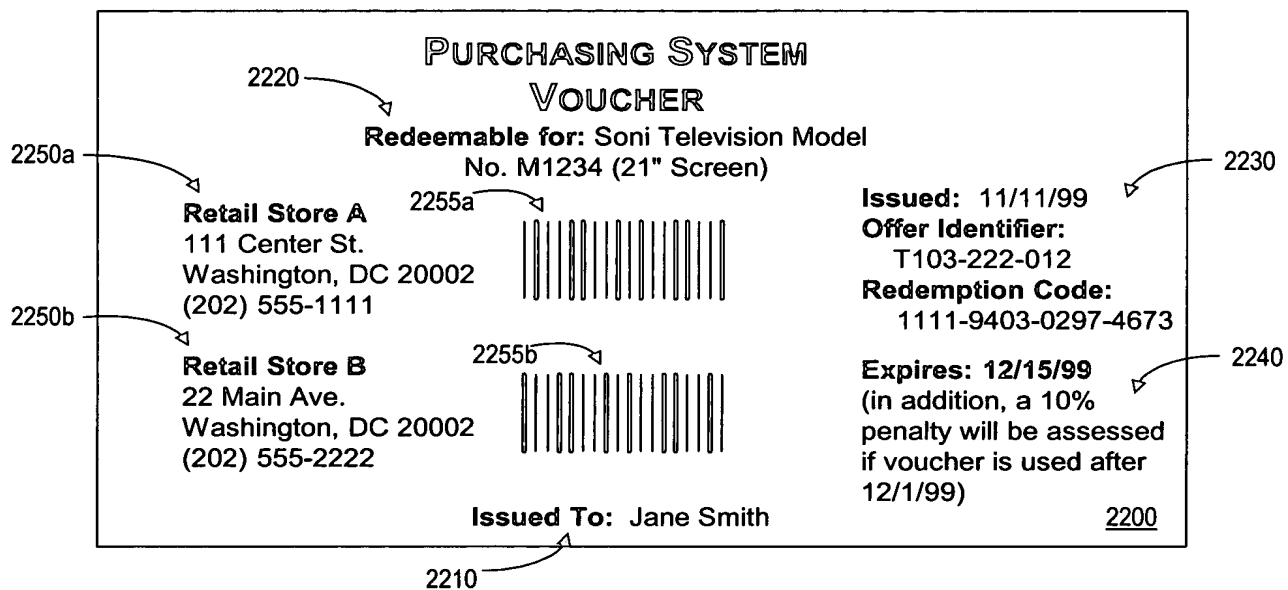 PURCHASING SYSTEM
VOUCHER
2220
Redeemable for: Soni Television Model
No. M1234 (21" Screen)
2250a
Retail Store A
111 Center St.
Washington, DC 20002
(202) 555-1111
2255a
2250b
Retail Store B
22 Main Ave.
Washington, DC 20002
(202) 555-2222
2255b
2230
Issued: 11/11/99
Offer Identifier:
T103-222-012
Redemption Code:
1111-9403-0297-4673
2240
Expires: 12/15/99
(in addition, a 10%
penalty will be assessed
if voucher is used after
12/1/99)
Issued To: Jane Smith
2200
2210